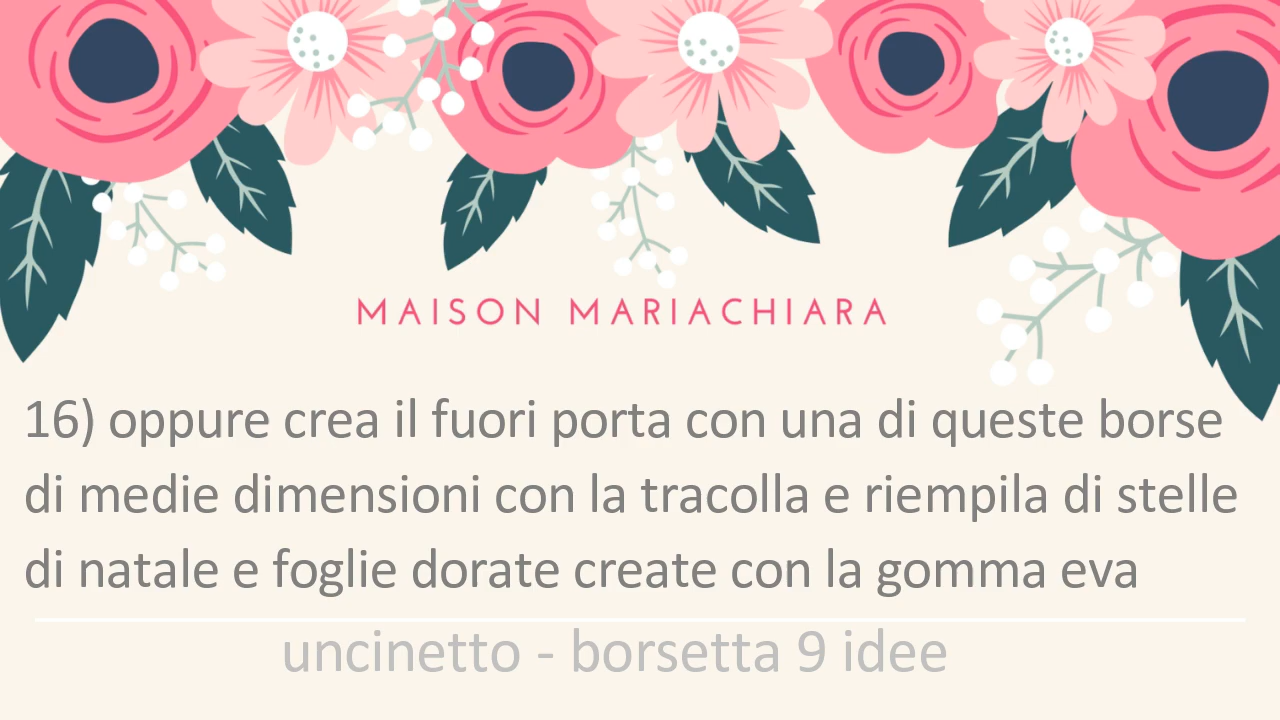 MAISON MARIACHIARA
16) oppure crea il fuori porta con una di queste borse
di medie dimensioni con la tracolla e riempila di stelle
di natale e foglie dorate create con la gomma eva
uncinetto - borsetta 9 idee